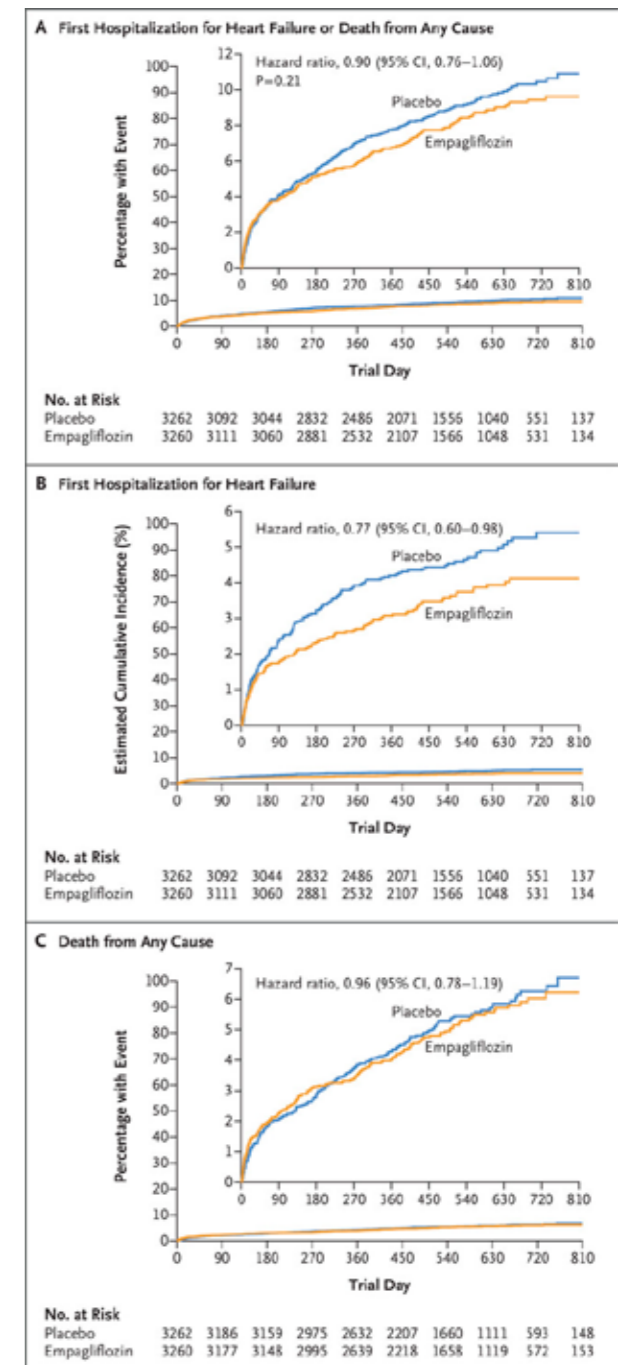 A First Hospitalization for Heart Failure or Death from Any Cause
Hazard ratio, 0.90 (95% CI, 0.76–1.06)
P=0.21
Placebo
Empagliflozin
Percentage with Event
100
90
80
70
60
50
40
30
20
10
0
12
10
8
6
4
2
0
0 90 180 270 360 450 540 630 720 810
0 90 180 270 360 450 540 630 720 810
Trial Day
No. at Risk
Placebo 3262 3092 3044 2832 2486 2071 1556 1040 551 137
Empagliflozin 3260 3111 3060 2881 2532 2107 1566 1048 531 134
B First Hospitalization for Heart Failure
Hazard ratio, 0.77 (95% CI, 0.60–0.98)
Placebo
Empagliflozin
Estimated Cumulative Incidence (%)
100
90
80
70
60
50
40
30
20
10
0
6
5
4
3
2
1
0
0 90 180 270 360 450 540 630 720 810
0 90 180 270 360 450 540 630 720 810
Trial Day
No. at Risk
Placebo 3262 3092 3044 2832 2486 2071 1556 1040 551 137
Empagliflozin 3260 3111 3060 2881 2532 2107 1566 1048 531 134
C Death from Any Cause
Hazard ratio, 0.96 (95% CI, 0.78–1.19)
Placebo
Empagliflozin
Percentage with Event
100
90
80
70
60
50
40
30
20
10
0
7
6
5
4
3
2
1
0
0 90 180 270 360 450 540 630 720 810
0 90 180 270 360 450 540 630 720 810
Trial Day
No. at Risk
Placebo 3262 3186 3159 2975 2632 2207 1660 1111 593 148
Empagliflozin 3260 3177 3148 2995 2639 2218 1658 1119 572 153